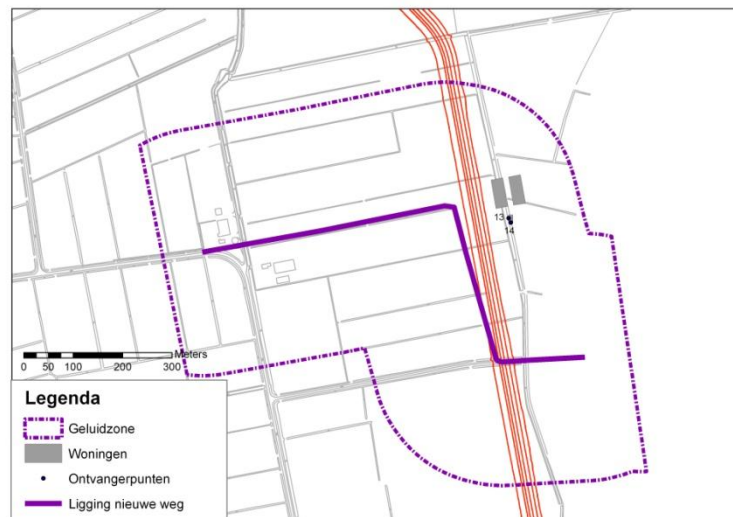 13
14
Meters
0 50 100 200 300
Legenda
Geluidzone
Woningen
Ontvangerpunten
Ligging nieuwe weg